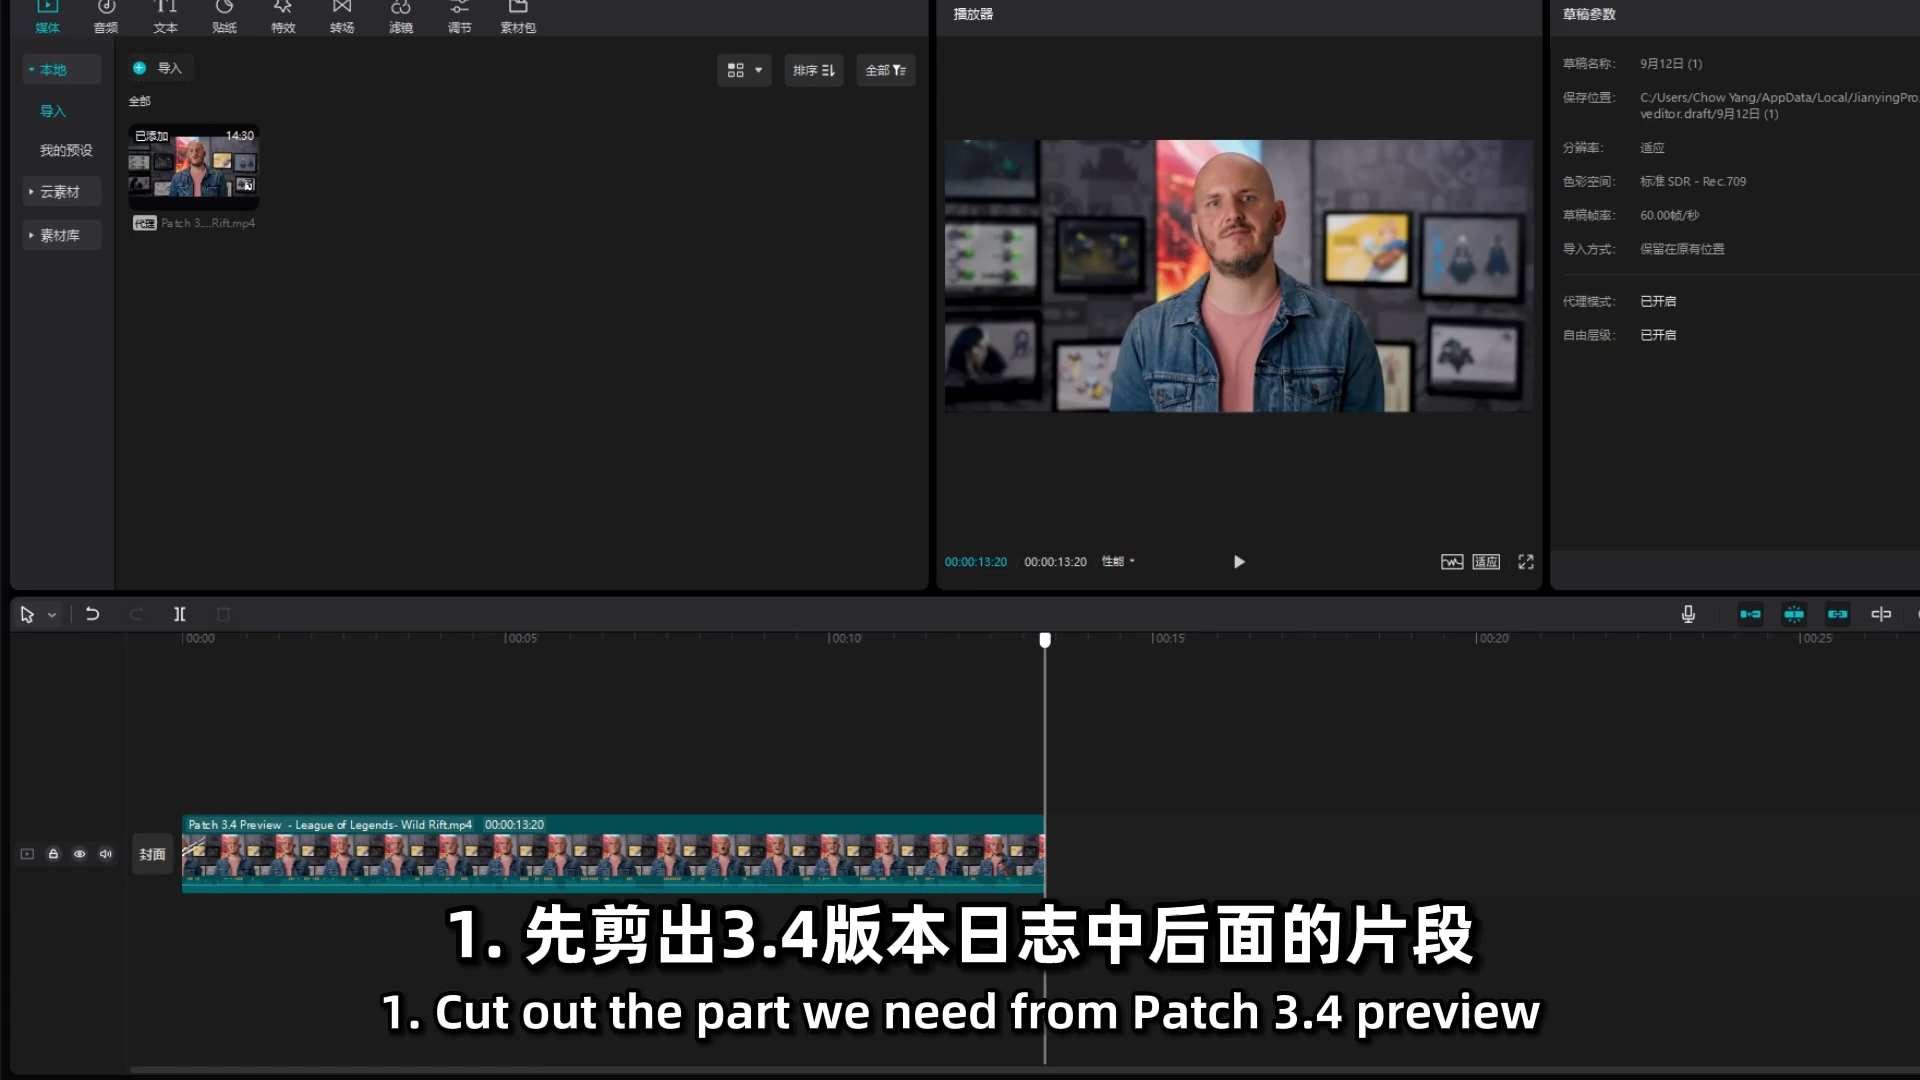 媒体
音频
文本
贴纸
特效
转场
滤镜
调节
素材包
本地
导入
我的预设
云素材
素材库
导入
排序
全部
全部
已添加 14:30
代理 Patch 3....Rift.mp4
播放器
00:00:13:20 00:00:13:20 性能
适应
草稿参数
草稿名称: 9月12日 (1)
保存位置: C:/Users/Chow Yang/AppData/Local/JianyingPro
veditor.draft/9月12日 (1)
分辨率: 适应
色彩空间: 标准 SDR - Rec.709
草稿帧率: 60.00帧/秒
导入方式: 保留在原有位置
代理模式: 已开启
自由层级: 已开启
00:00 00:05 00:10 00:15 00:20 00:25
Patch 3.4 Preview - League of Legends- Wild Rift.mp4 00:00:13:20
封面
1. 先剪出3.4版本日志中后面的片段
1. Cut out the part we need from Patch 3.4 preview